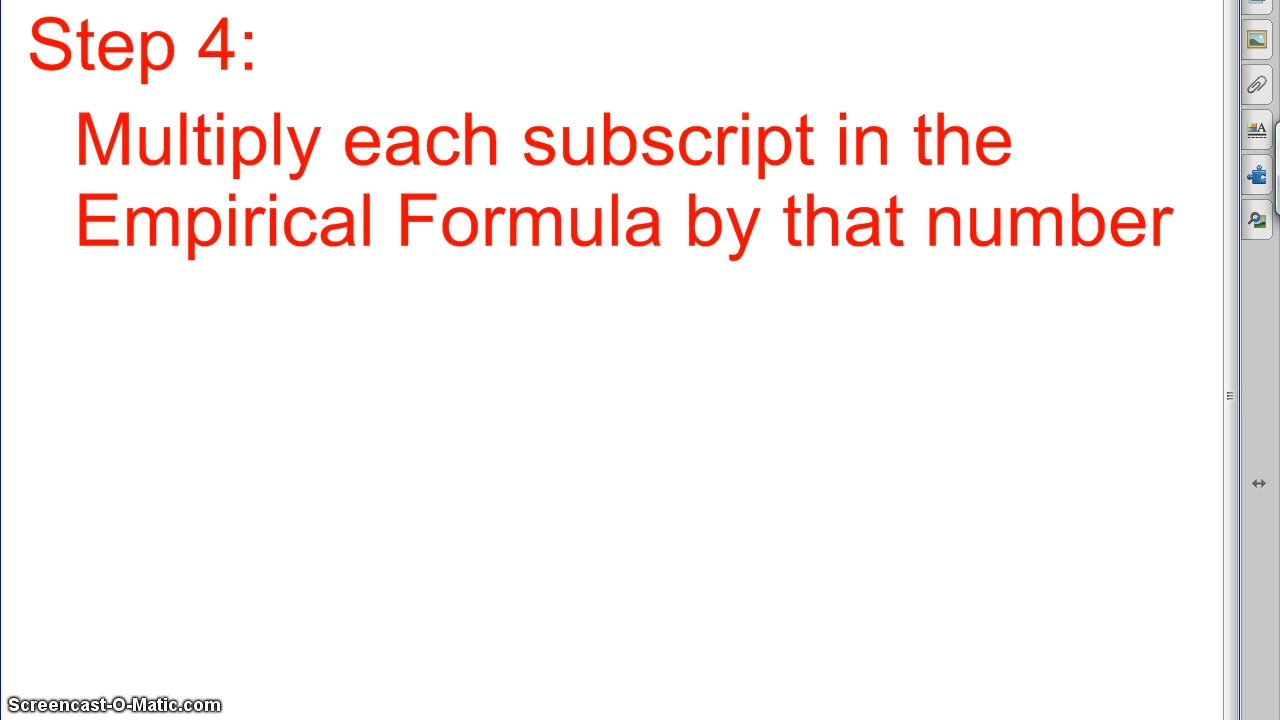 Step 4:
Multiply each subscript in the
Empirical Formula by that number
Screencast-O-Matic.com